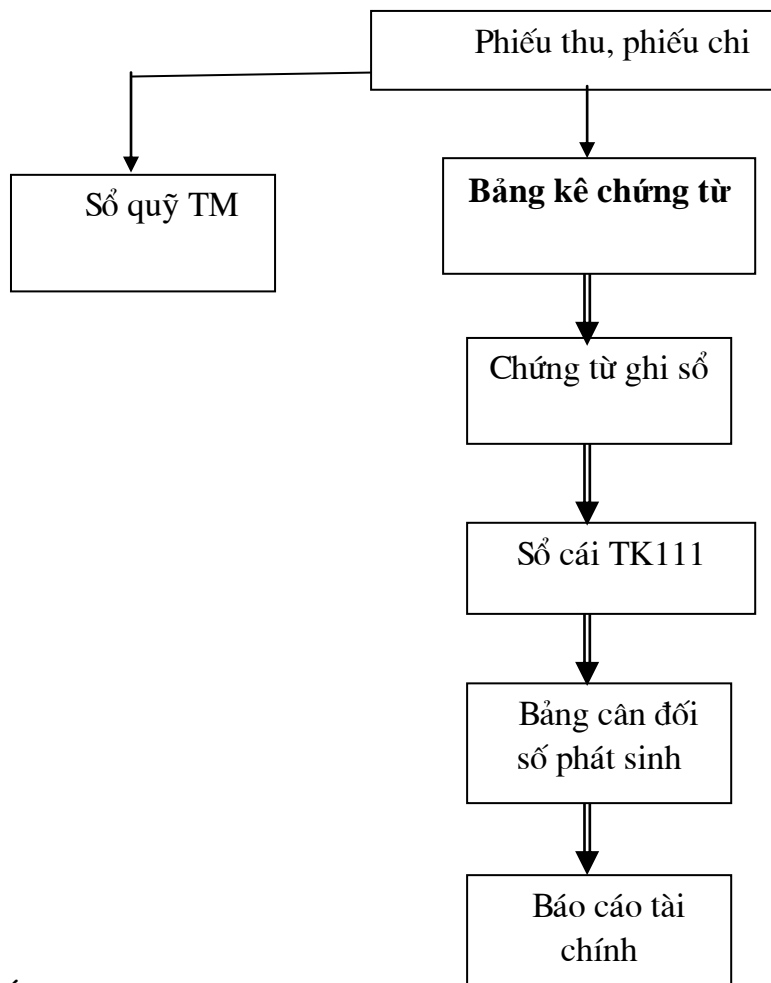 Phiếu thu, phiếu chi
Sổ quỹ TM
Bảng kê chứng từ
Chứng từ ghi sổ
Sổ cái TK111
Bảng cân đối
số phát sinh
Báo cáo tài
chính